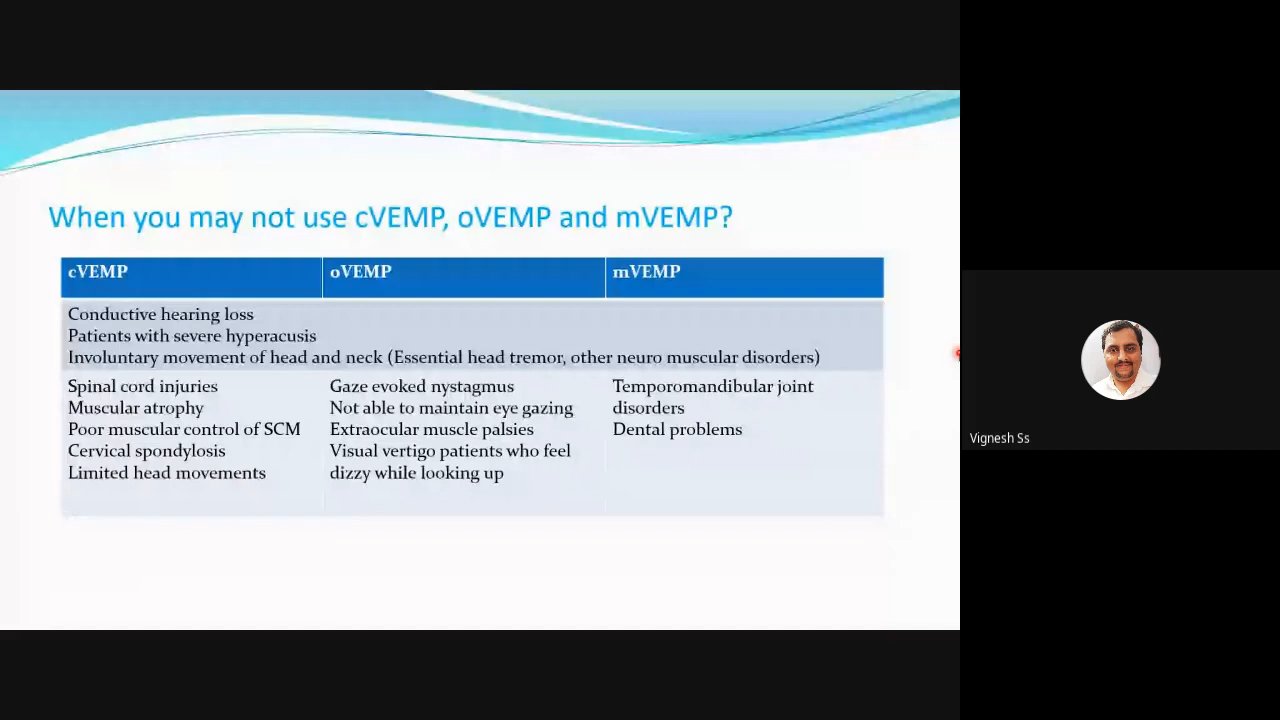 When you may not use cVEMP, oVEMP and mVEMP?
cVEMP
oVEMP
mVEMP
Conductive hearing loss
Patients with severe hyperacusis
Involuntary movement of head and neck (Essential head tremor, other neuro muscular disorders)
Spinal cord injuries
Muscular atrophy
Poor muscular control of SCM
Cervical spondylosis
Limited head movements
Gaze evoked nystagmus
Not able to maintain eye gazing
Extraocular muscle palsies
Visual vertigo patients who feel
dizzy while looking up
Temporomandibular joint
disorders
Dental problems
Vignesh Ss